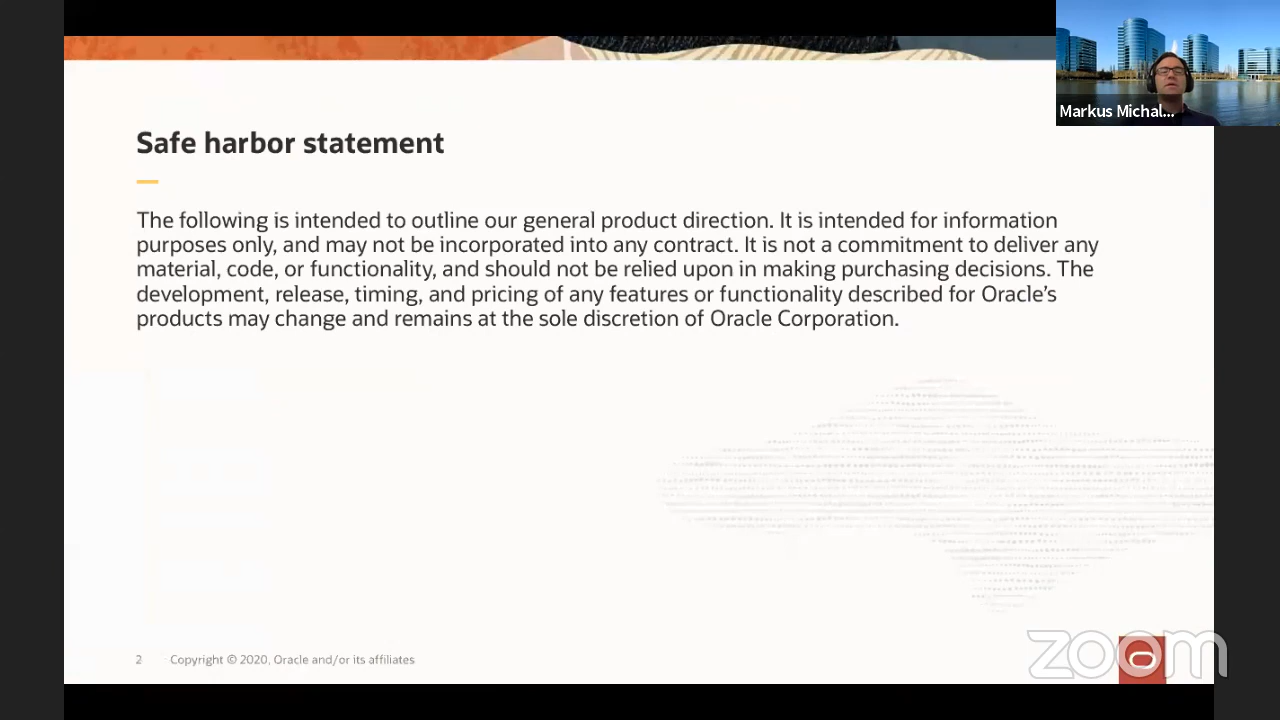 Markus Michal...
Safe harbor statement
The following is intended to outline our general product direction. It is intended for information
purposes only, and may not be incorporated into any contract. It is not a commitment to deliver any
material, code, or functionality, and should not be relied upon in making purchasing decisions. The
development, release, timing, and pricing of any features or functionality described for Oracle’s
products may change and remains at the sole discretion of Oracle Corporation.
2 Copyright © 2020, Oracle and/or its affiliates
zoom